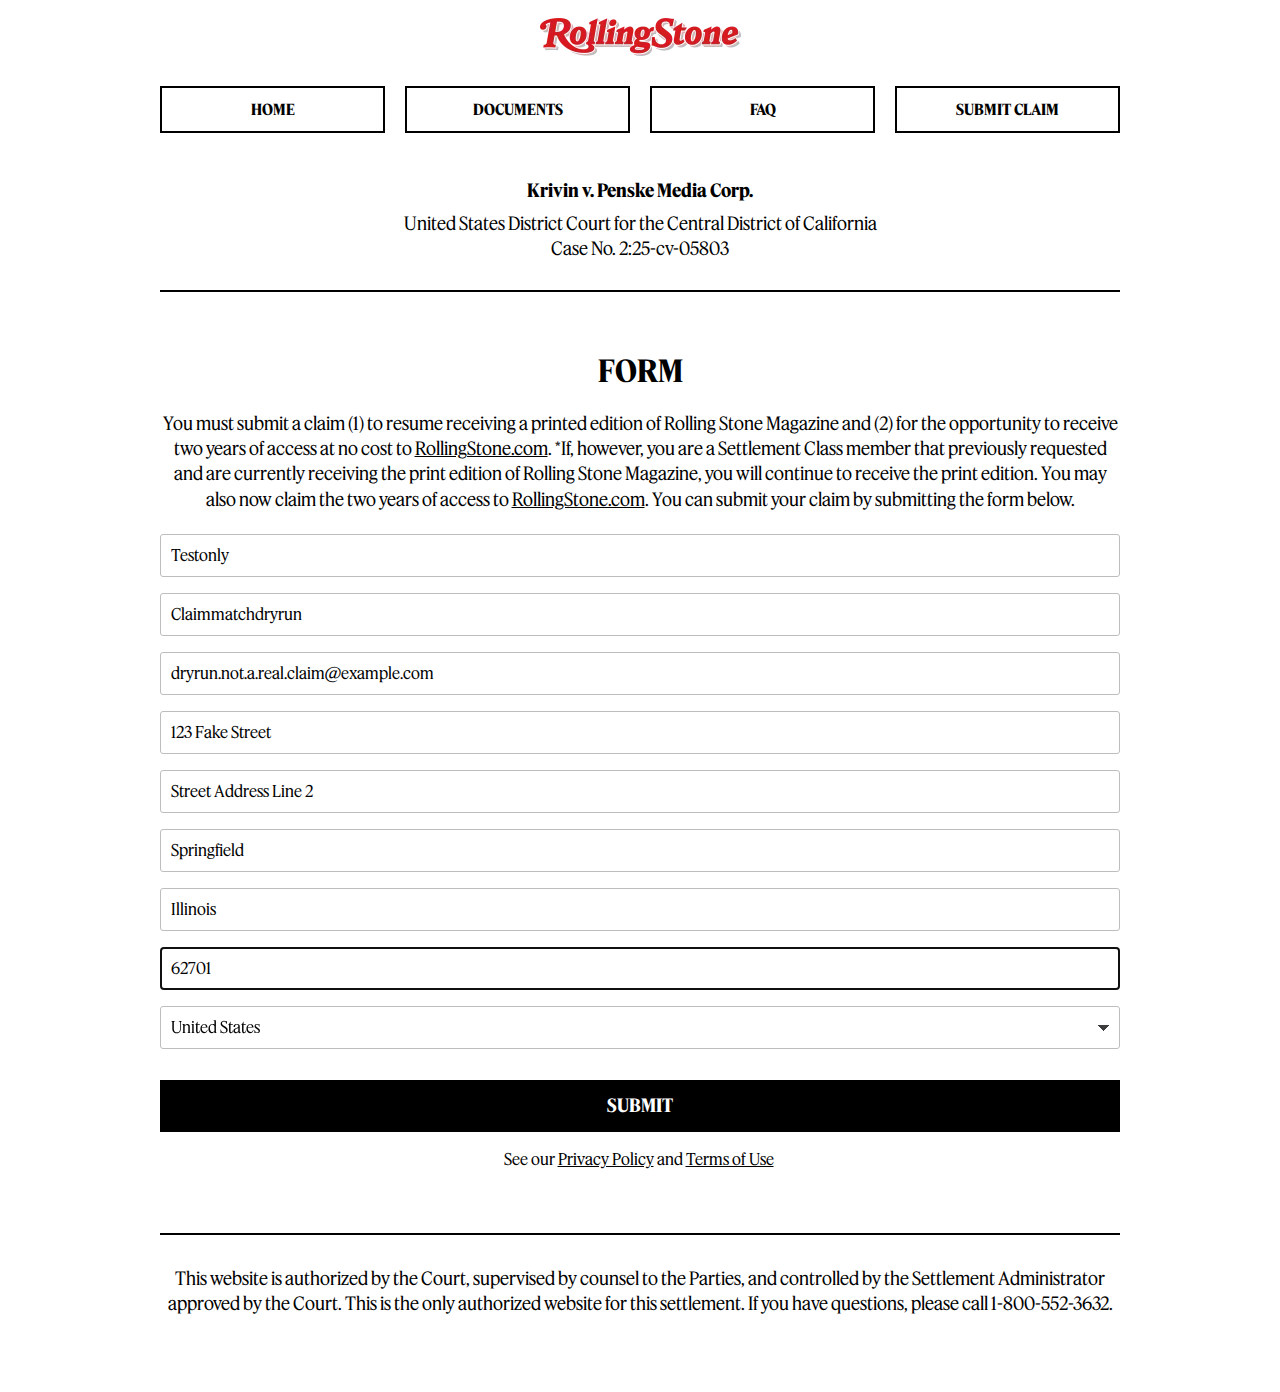 RollingStone
HOME
DOCUMENTS
FAQ
SUBMIT CLAIM
Krivin v. Penske Media Corp.
United States District Court for the Central District of California
Case No. 2:25-cv-05803
FORM
You must submit a claim (1) to resume receiving a printed edition of Rolling Stone Magazine and (2) for the opportunity to receive
two years of access at no cost to RollingStone.com. *If, however, you are a Settlement Class member that previously requested
and are currently receiving the print edition of Rolling Stone Magazine, you will continue to receive the print edition. You may
also now claim the two years of access to RollingStone.com. You can submit your claim by submitting the form below.
Testonly
Claimmatchdryrun
dryrun.not.a.real.claim@example.com
123 Fake Street
Street Address Line 2
Springfield
Illinois
62701
United States
SUBMIT
See our Privacy Policy and Terms of Use
This website is authorized by the Court, supervised by counsel to the Parties, and controlled by the Settlement Administrator
approved by the Court. This is the only authorized website for this settlement. If you have questions, please call 1-800-552-3632.